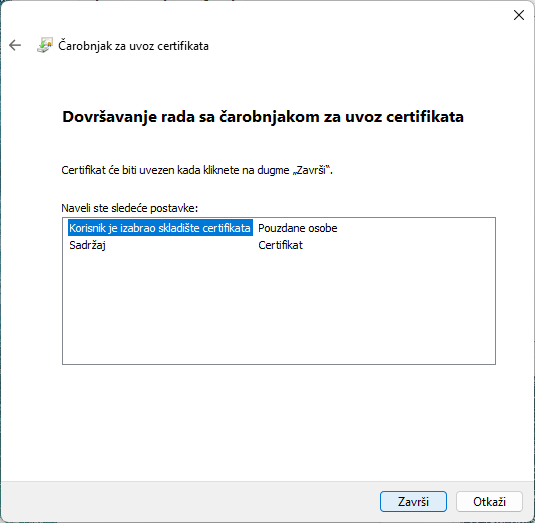 Čarobnjak za uvoz certifikata
Dovršavanje rada sa čarobnjakom za uvoz certifikata
Certifikat će biti uvezen kada kliknete na dugme „Završi“.
Naveli ste sledeće postavke:
Korisnik je izabrao skladište certifikata Pouzdane osobe
Sadržaj Certifikat
Završi Otkaži